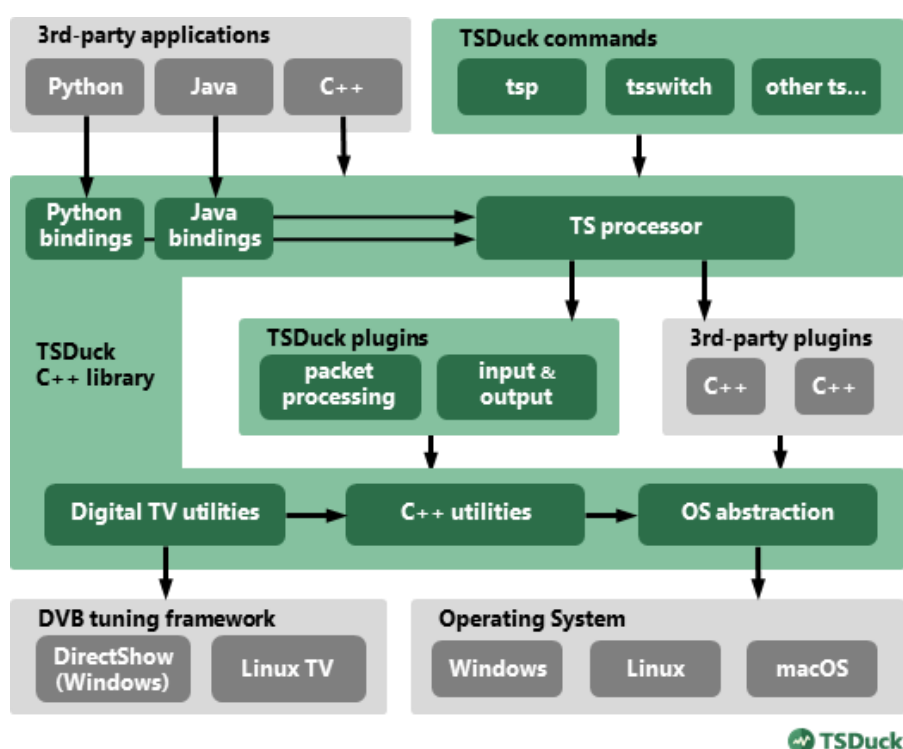 3rd-party applications
Python
Java
C++
TSDuck commands
tsp
tsswitch
other ts...
Python
bindings
Java
bindings
TS processor
TSDuck
C++ library
TSDuck plugins
packet
processing
input &
output
3rd-party plugins
C++
C++
Digital TV utilities
C++ utilities
OS abstraction
DVB tuning framework
DirectShow
(Windows)
Linux TV
Operating System
Windows
Linux
macOS
TSDuck